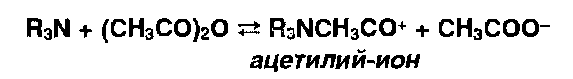 R₃N + (CH₃CO)₂O ⇄ R₃NCH₃CO⁺ + CH₃COO⁻
ацетилий-ион